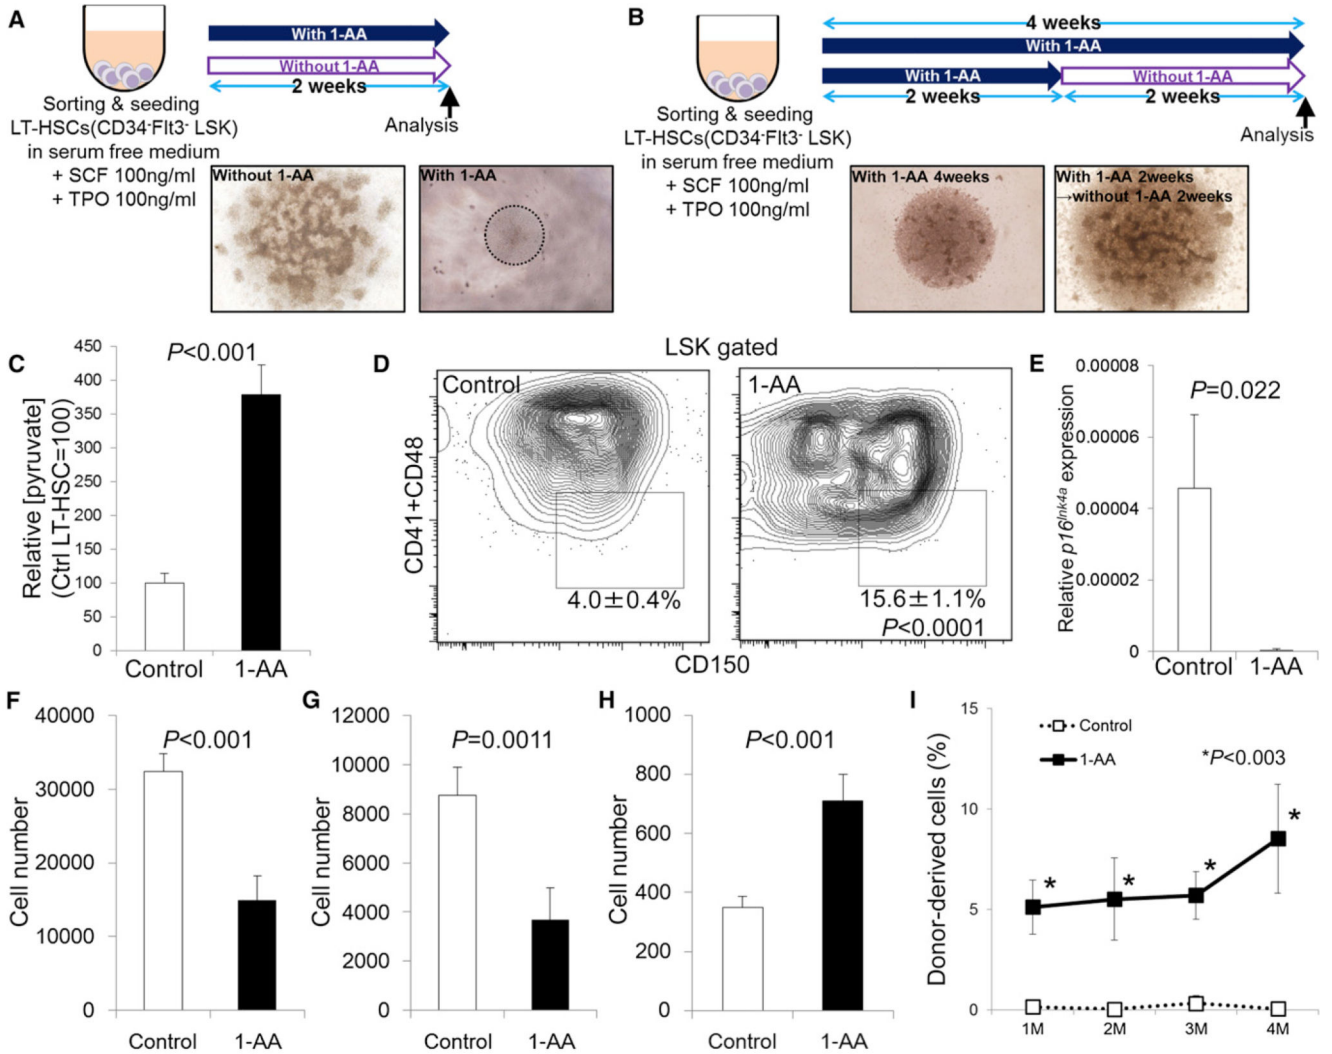 A
With 1-AA
Without 1-AA
2 weeks
Analysis
Sorting & seeding
LT-HSCs(CD34-Flt3- LSK)
in serum free medium
+ SCF 100ng/ml
+ TPO 100ng/ml
Without 1-AA
With 1-AA
B
4 weeks
With 1-AA
With 1-AA
Without 1-AA
2 weeks
2 weeks
Analysis
Sorting & seeding
LT-HSCs(CD34-Flt3- LSK)
in serum free medium
+ SCF 100ng/ml
+ TPO 100ng/ml
With 1-AA 4weeks
With 1-AA 2weeks
→without 1-AA 2weeks
C
Relative [pyruvate]
(Ctrl LT-HSC=100)
450
400
350
300
250
200
150
100
50
0
P<0.001
Control
1-AA
D
LSK gated
Control
1-AA
CD41+CD48
4.0±0.4%
15.6±1.1%
P<0.0001
CD150
E
Relative p16Ink4a expression
0.00008
0.00006
0.00004
0.00002
0
P=0.022
Control
1-AA
F
Cell number
40000
30000
20000
10000
0
P<0.001
Control
1-AA
G
Cell number
12000
10000
8000
6000
4000
2000
0
P=0.0011
Control
1-AA
H
Cell number
1000
800
600
400
200
0
P<0.001
Control
1-AA
I
Donor-derived cells (%)
15
10
5
0
Control
1-AA
*P<0.003
*
*
*
*
1M
2M
3M
4M